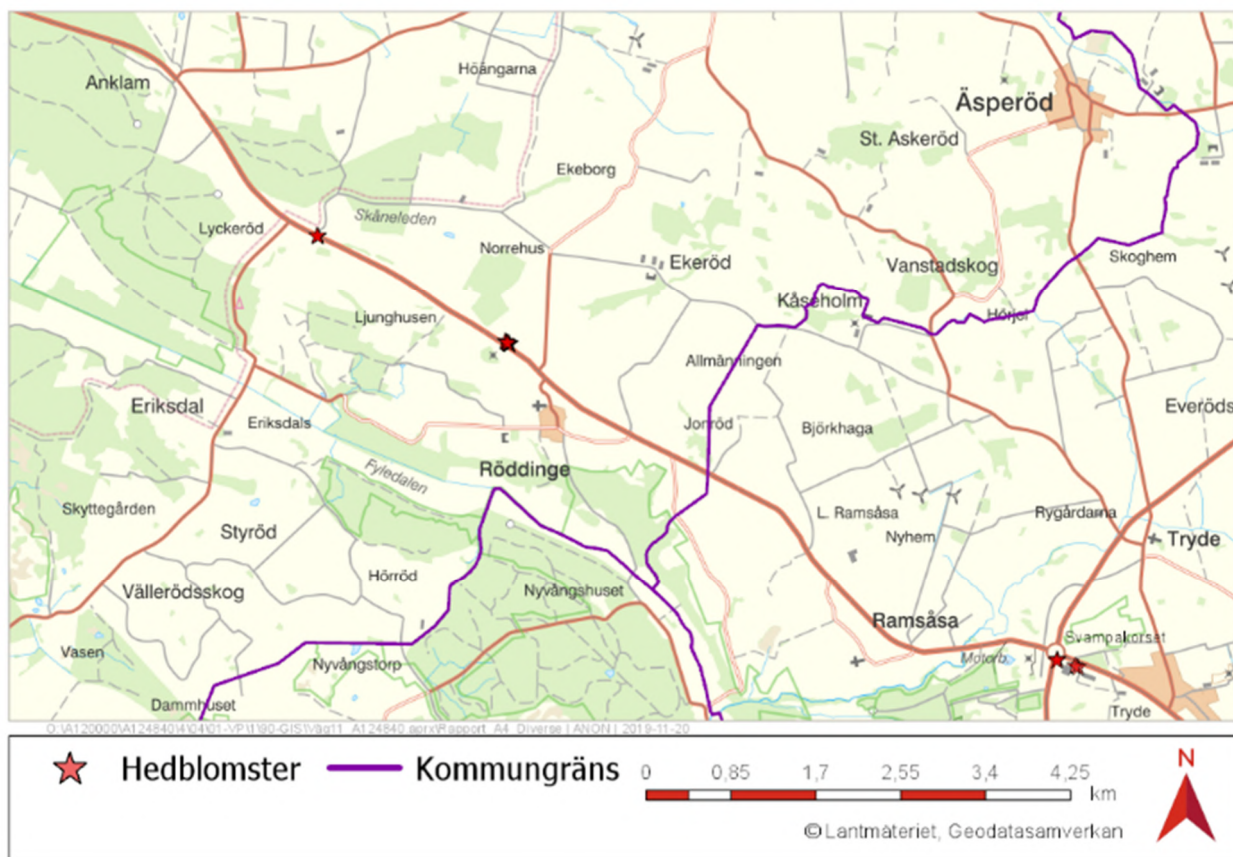 Höängarna
Anklam
Äsperöd
St. Askeröd
Ekeborg
Skåneleden
Lyckeröd
Norrehus
Ekeröd
Vanstadskog
Skoghem
Kåseholm
Hörjel
Ljunghusen
Allmänningen
Eriksdal
Eriksdals
Jonröd
Björkhaga
Everöds
Röddinge
Fyledalen
Skyttegården
L. Ramsåsa
Rygårdarna
Styröd
Nyhem
Tryde
Hörröd
Vällerödsskog
Nyvångshuset
Ramsåsa
Svampakorset
Vasen
Nyvångstorp
Motorb
Dammhuset
Tryde
Hedblomster
Kommungräns
0 0,85 1,7 2,55 3,4 4,25
km
N
© Lantmäteriet, Geodatasamverkan